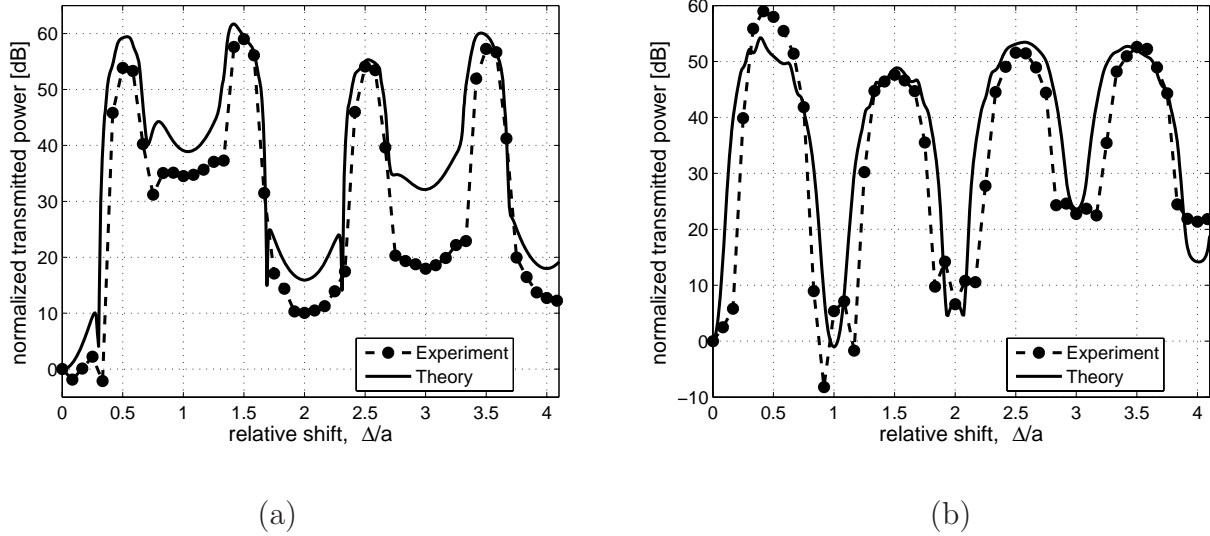 normalized transmitted power [dB]
60
50
40
30
20
10
0
Experiment
Theory
0 0.5 1 1.5 2 2.5 3 3.5 4
relative shift, Δ/a
(a)
normalized transmitted power [dB]
60
50
40
30
20
10
0
−10
Experiment
Theory
0 0.5 1 1.5 2 2.5 3 3.5 4
relative shift, Δ/a
(b)